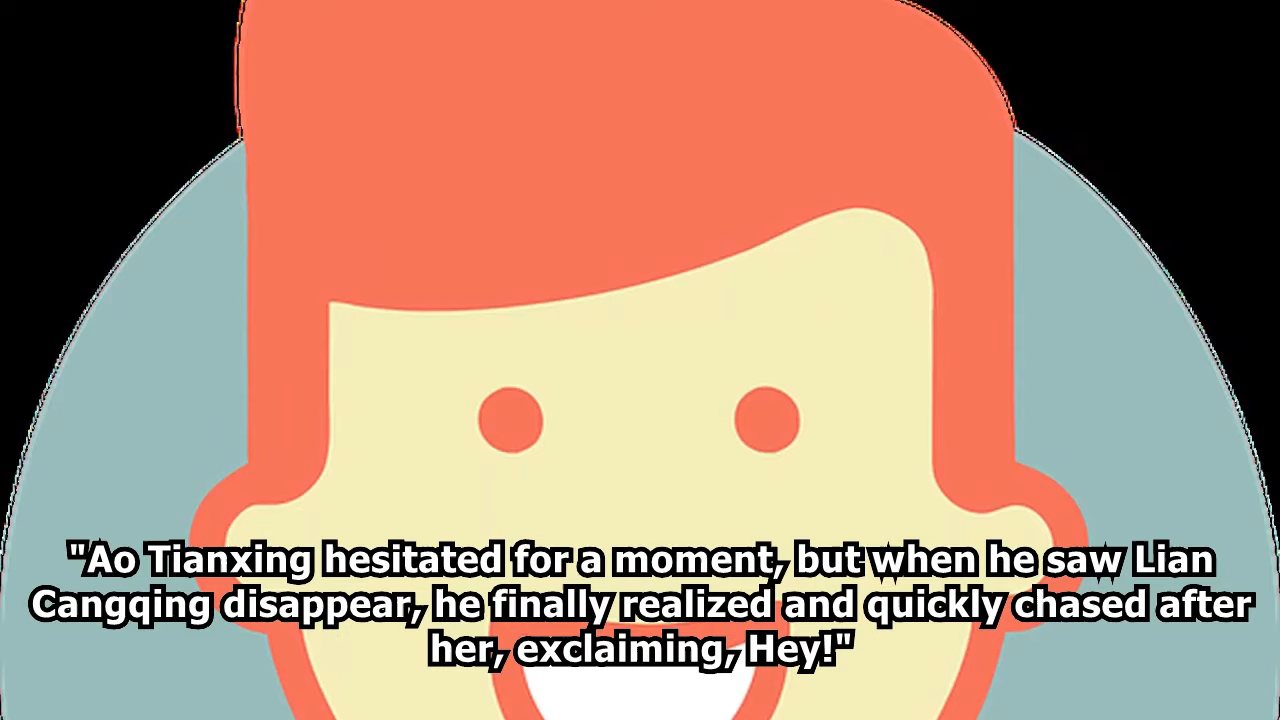 "Ao Tianxing hesitated for a moment, but when he saw Lian
Cangqing disappear, he finally realized and quickly chased after
her, exclaiming, Hey!"